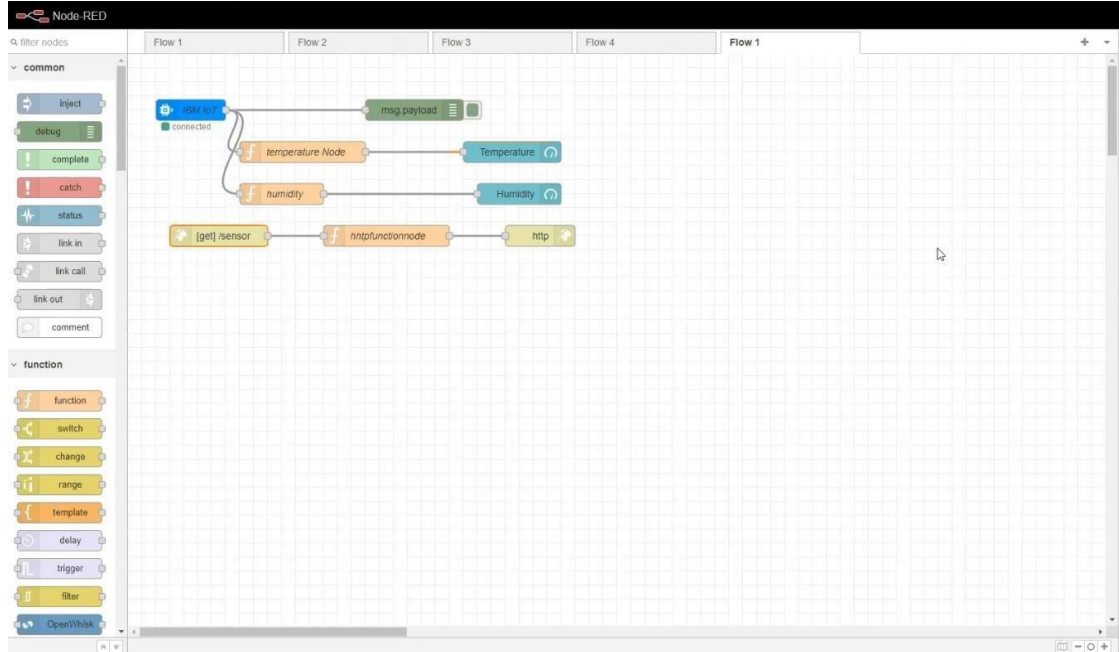 Node-RED
filter nodes
Flow 1
Flow 2
Flow 3
Flow 4
Flow 1
common
inject
debug
complete
catch
status
link in
link call
link out
comment
function
function
switch
change
range
template
delay
trigger
filter
OpenWhisk
IBM IoT
connected
msg.payload
temperature Node
Temperature
humidity
Humidity
[get] /sensor
hhtpfunctionnode
http